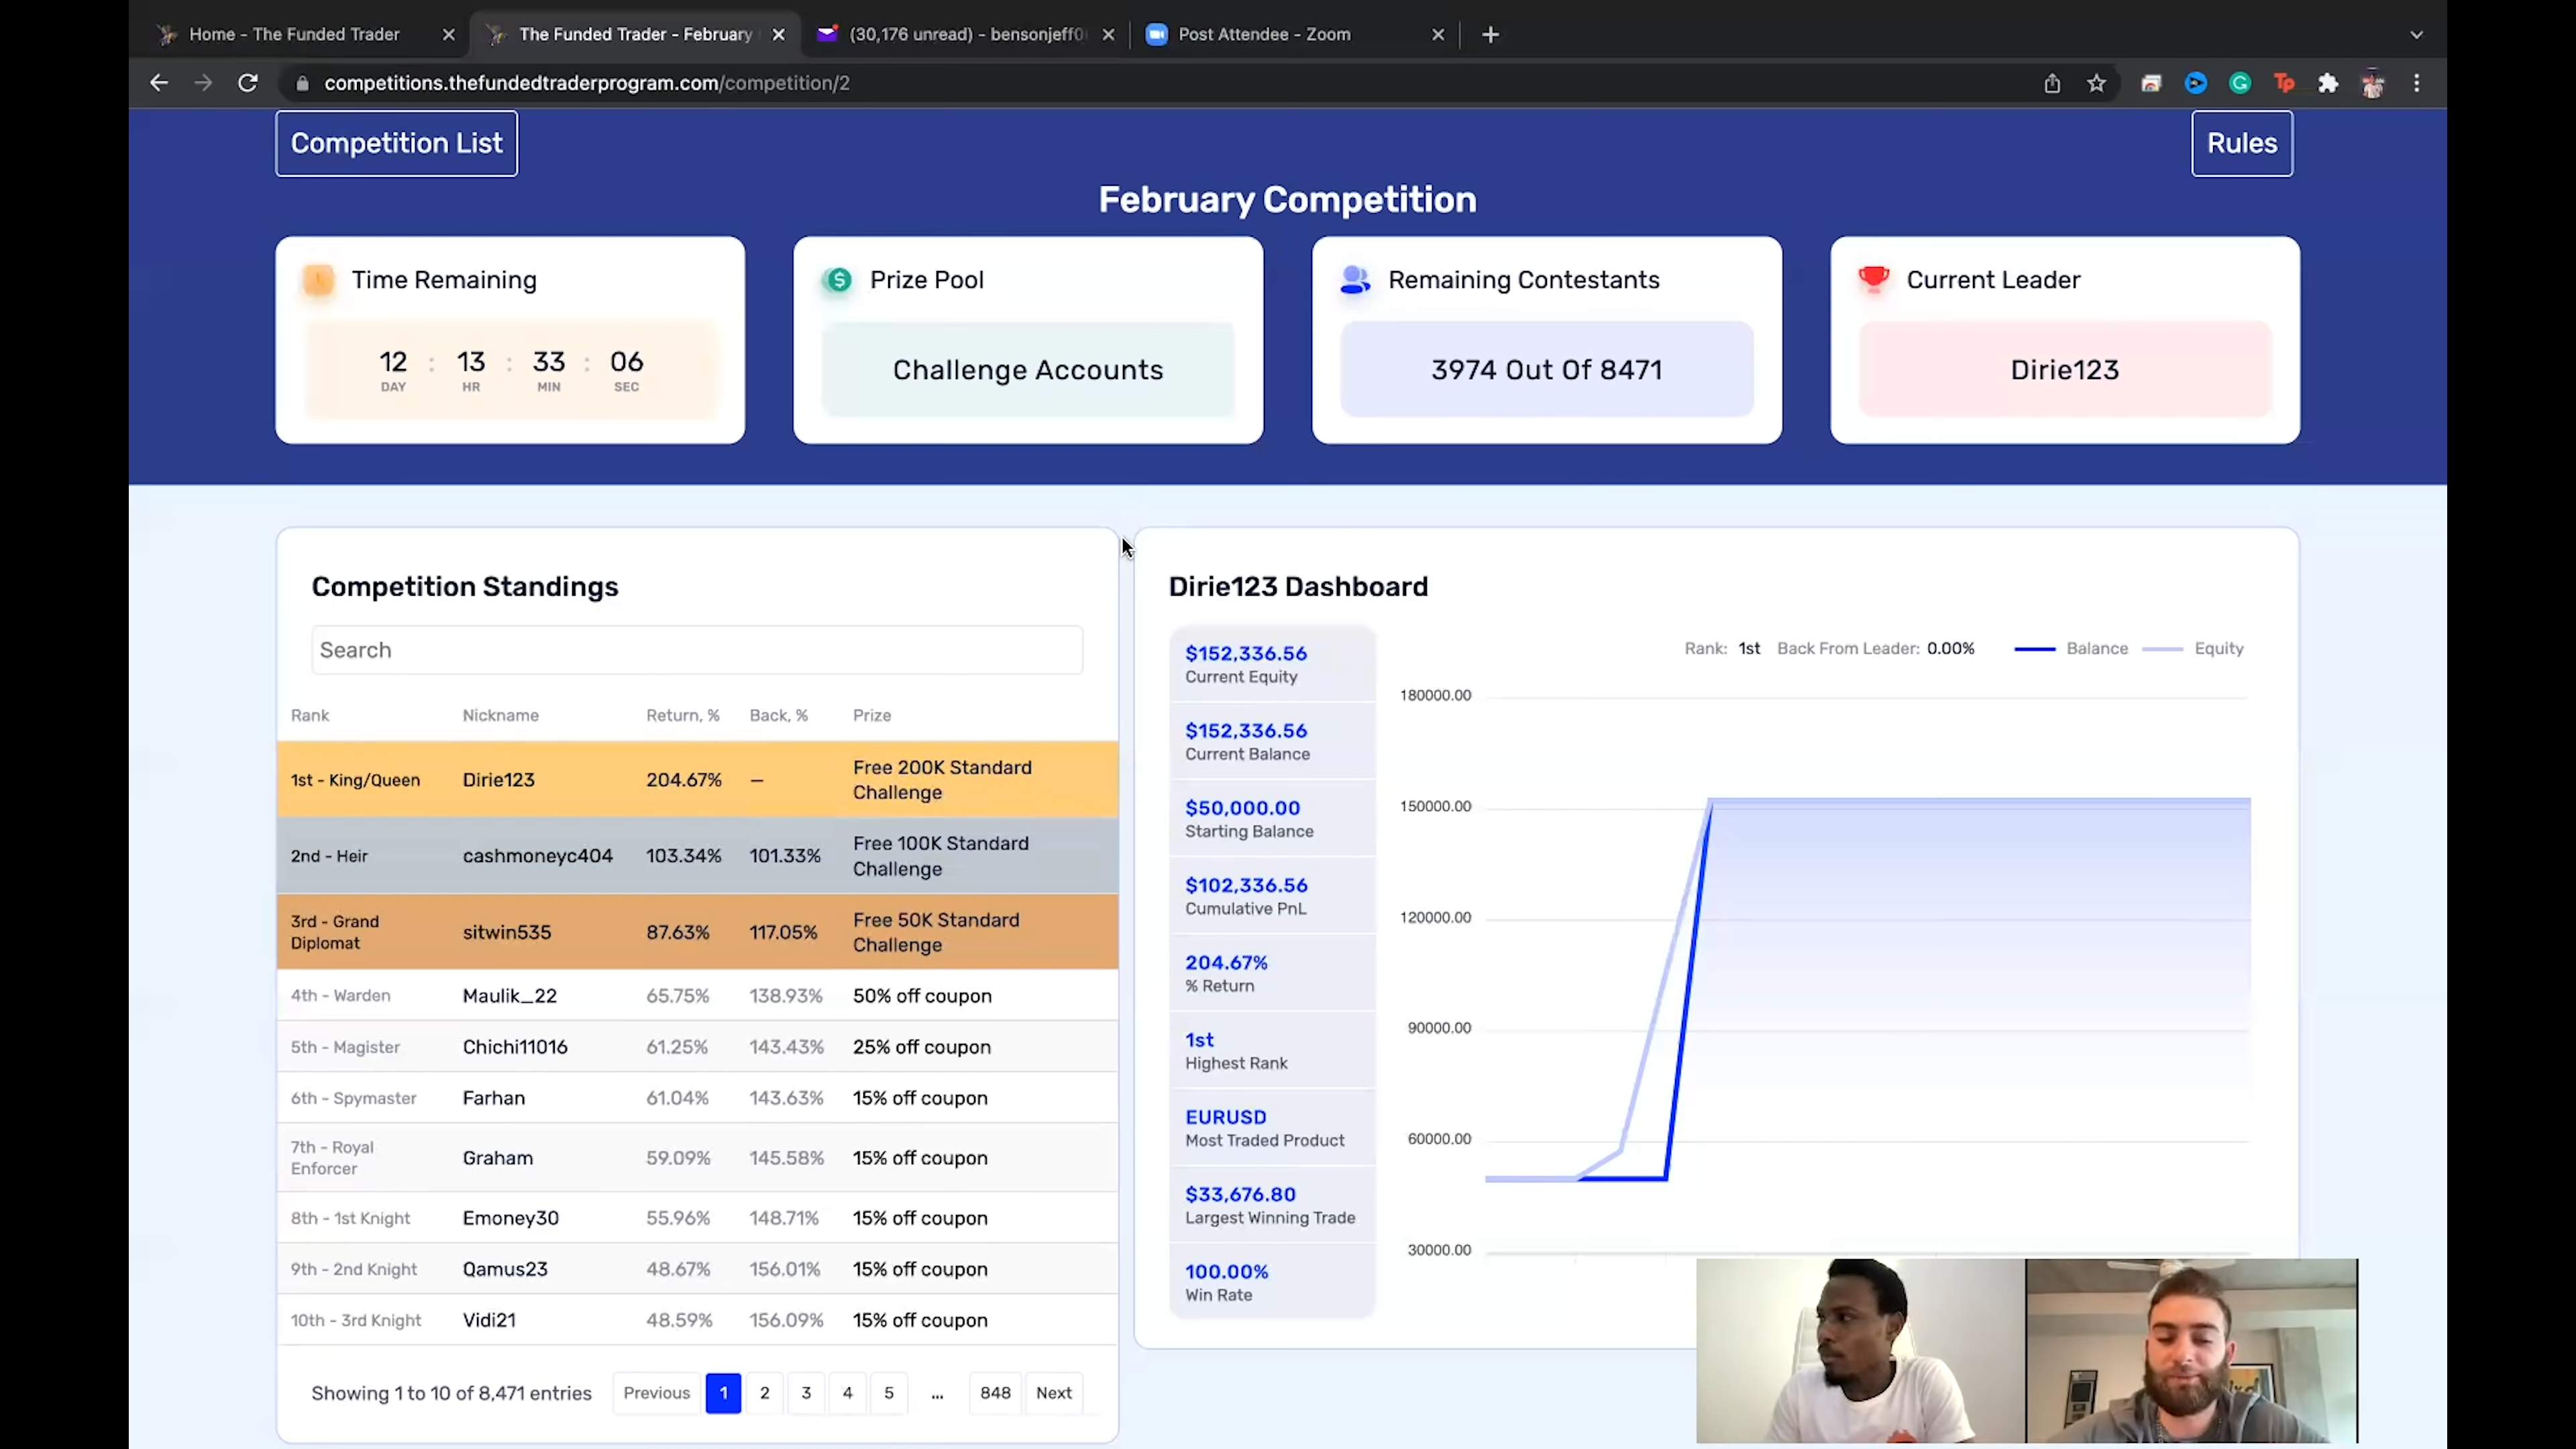 Home - The Funded Trader
The Funded Trader - February
(30,176 unread) - bensonjeff0
Post Attendee - Zoom
competitions.thefundedtraderprogram.com/competition/2
Tp
Competition List
Rules
February Competition
Time Remaining
12 : 13 : 33 : 06
DAY HR MIN SEC
Prize Pool
Challenge Accounts
Remaining Contestants
3974 Out Of 8471
Current Leader
Dirie123
Competition Standings
Search
Rank Nickname Return, % Back, % Prize
1st - King/Queen Dirie123 204.67% – Free 200K Standard
Challenge
2nd - Heir cashmoneyc404 103.34% 101.33% Free 100K Standard
Challenge
3rd - Grand
Diplomat sitwin535 87.63% 117.05% Free 50K Standard
Challenge
4th - Warden Maulik_22 65.75% 138.93% 50% off coupon
5th - Magister Chichi11016 61.25% 143.43% 25% off coupon
6th - Spymaster Farhan 61.04% 143.63% 15% off coupon
7th - Royal
Enforcer Graham 59.09% 145.58% 15% off coupon
8th - 1st Knight Emoney30 55.96% 148.71% 15% off coupon
9th - 2nd Knight Qamus23 48.67% 156.01% 15% off coupon
10th - 3rd Knight Vidi21 48.59% 156.09% 15% off coupon
Showing 1 to 10 of 8,471 entries Previous 1 2 3 4 5 ... 848 Next
Dirie123 Dashboard
$152,336.56
Current Equity
$152,336.56
Current Balance
$50,000.00
Starting Balance
$102,336.56
Cumulative PnL
204.67%
% Return
1st
Highest Rank
EURUSD
Most Traded Product
$33,676.80
Largest Winning Trade
100.00%
Win Rate
Rank: 1st Back From Leader: 0.00% Balance Equity
180000.00
150000.00
120000.00
90000.00
60000.00
30000.00